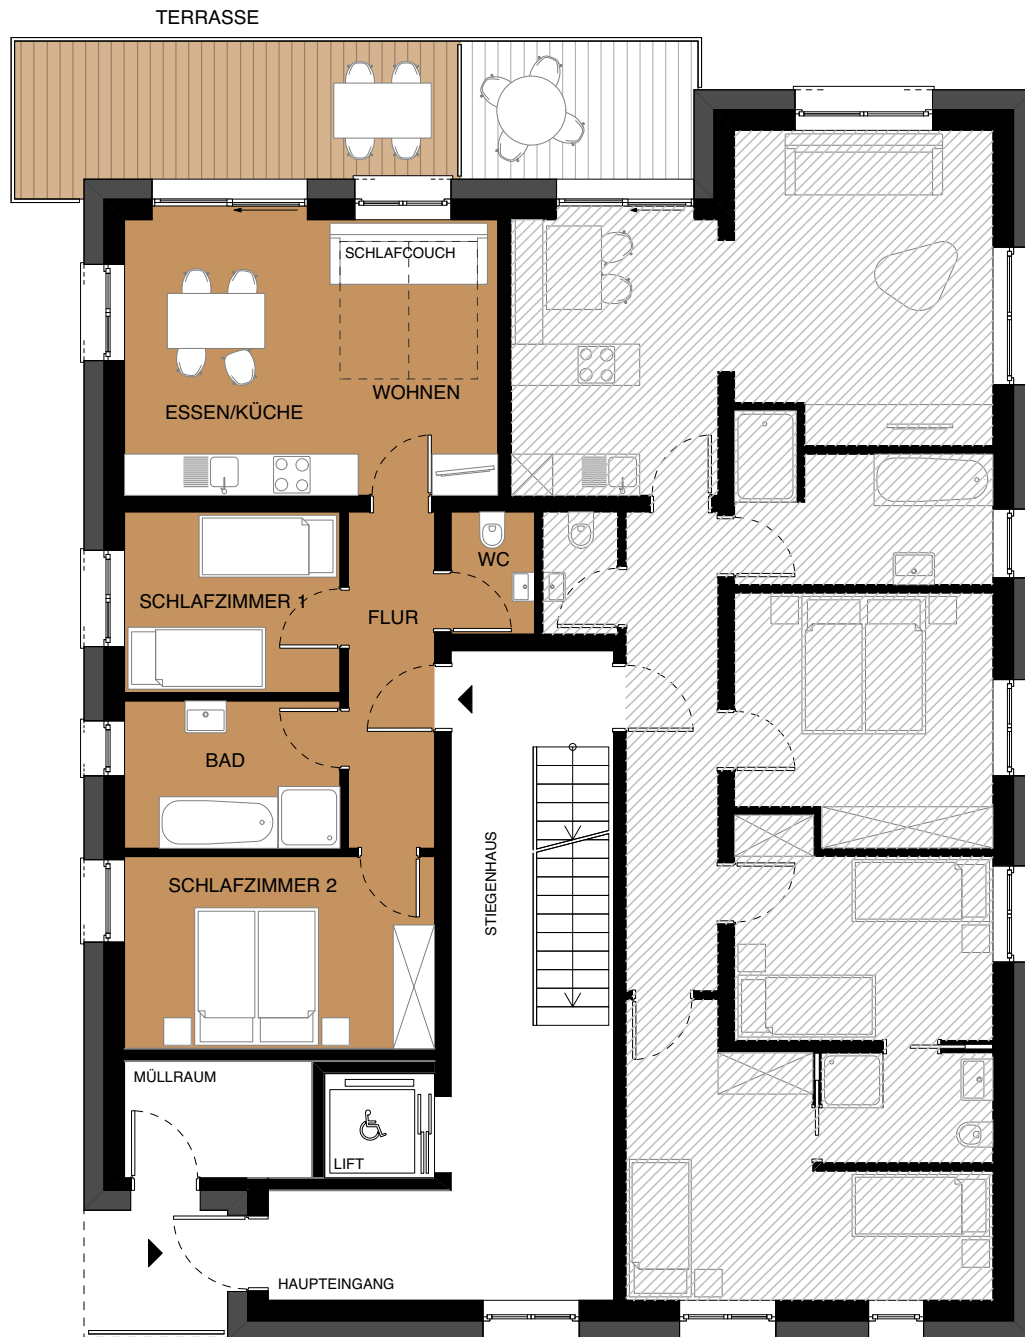 TERRASSE
SCHLAFCOUCH
WOHNEN
ESSEN/KÜCHE
WC
SCHLAFZIMMER 1
FLUR
BAD
STIEGENHAUS
SCHLAFZIMMER 2
MÜLLRAUM
LIFT
HAUPTEINGANG